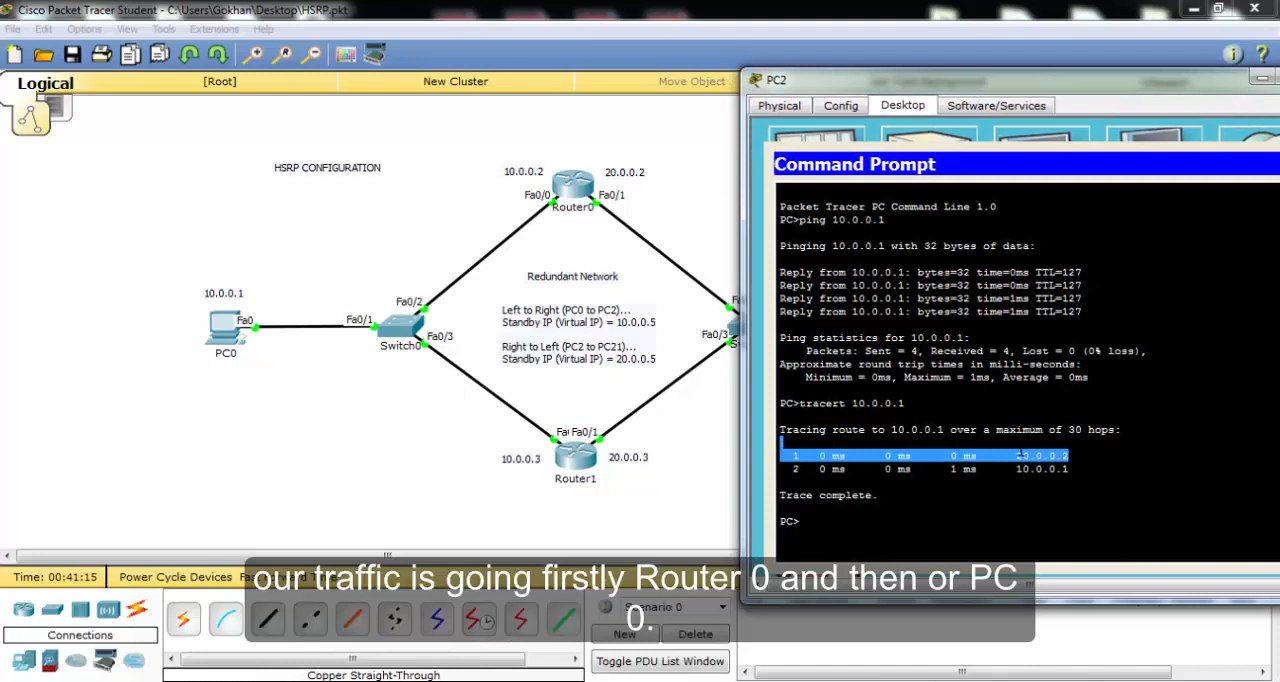 Cisco Packet Tracer Student - C:\Users\Gokhan\Desktop\HSRP.pkt
File Edit Options View Tools Extensions Help
Logical
[Root]
New Cluster
Move Object
HSRP CONFIGURATION
10.0.0.2
20.0.0.2
Fa0/0
Fa0/1
Router0
Redundant Network
Left to Right (PC0 to PC2)...
Standby IP (Virtual IP) = 10.0.0.5
Right to Left (PC2 to PC21)...
Standby IP (Virtual IP) = 20.0.0.5
10.0.0.1
Fa0
PC0
Fa0/1
Fa0/2
Fa0/3
Switch0
Fa0/3
Fa0/1
10.0.0.3
20.0.0.3
Router1
PC2
Physical Config Desktop Software/Services
Command Prompt
Packet Tracer PC Command Line 1.0
PC>ping 10.0.0.1
Pinging 10.0.0.1 with 32 bytes of data:
Reply from 10.0.0.1: bytes=32 time=0ms TTL=127
Reply from 10.0.0.1: bytes=32 time=0ms TTL=127
Reply from 10.0.0.1: bytes=32 time=1ms TTL=127
Reply from 10.0.0.1: bytes=32 time=1ms TTL=127
Ping statistics for 10.0.0.1:
Packets: Sent = 4, Received = 4, Lost = 0 (0% loss),
Approximate round trip times in milli-seconds:
Minimum = 0ms, Maximum = 1ms, Average = 0ms
PC>tracert 10.0.0.1
Tracing route to 10.0.0.1 over a maximum of 30 hops:
1 0 ms 0 ms 0 ms 20.0.0.2
2 0 ms 0 ms 1 ms 10.0.0.1
Trace complete.
PC>
our traffic is going firstly Router 0 and then or PC
0.
Time: 00:41:15
Power Cycle Devices
Connections
Copper Straight-Through
Scenario 0
New
Delete
Toggle PDU List Window